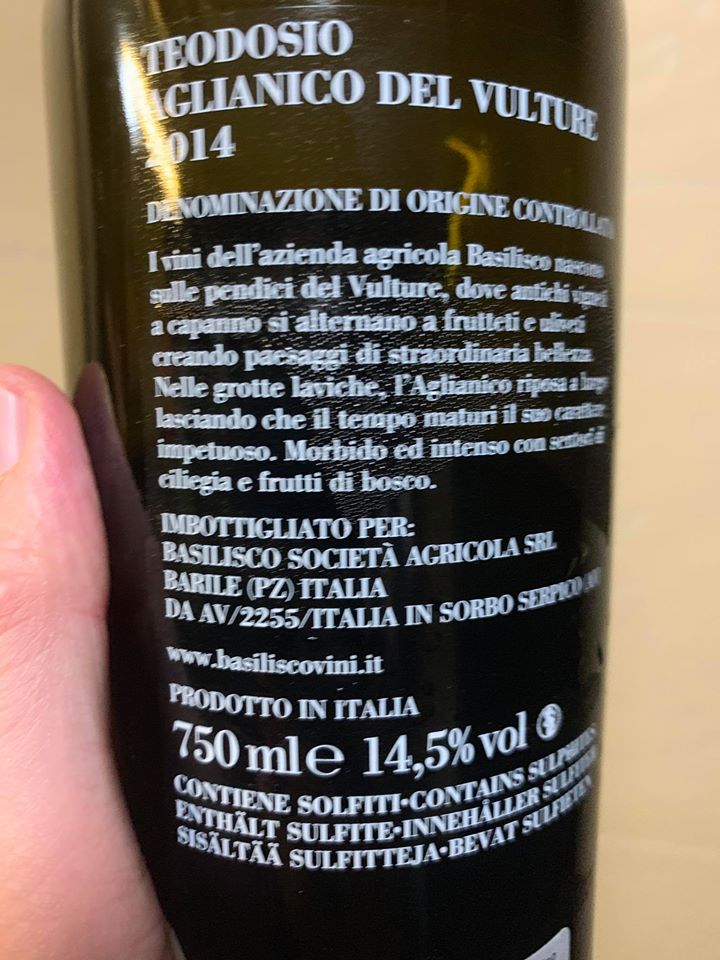 TEODOSIO
AGLIANICO DEL VULTURE
2014
DENOMINAZIONE DI ORIGINE CONTROLLATA
I vini dell'azienda agricola Basilisco nascono
sulle pendici del Vulture, dove antichi vigneti
a capanno si alternano a frutteti e uliveti
creando paesaggi di straordinaria bellezza.
Nelle grotte laviche, l'Aglianico riposa a lungo
lasciando che il tempo maturi il suo carattere
impetuoso. Morbido ed intenso con sentori di
ciliegia e frutti di bosco.
IMBOTTIGLIATO PER:
BASILISCO SOCIETÀ AGRICOLA SRL
BARILE (PZ) ITALIA
DA AV/2255/ITALIA IN SORBO SERPICO
www.basiliscovini.it
PRODOTTO IN ITALIA
750 ml e 14,5% vol
CONTIENE SOLFITI•CONTAINS SULPHITES
ENTHÄLT SULFITE•INNEHÅLLER SULFITER
SISÄLTÄÄ SULFITTEJA•BEVAT SULFIETEN